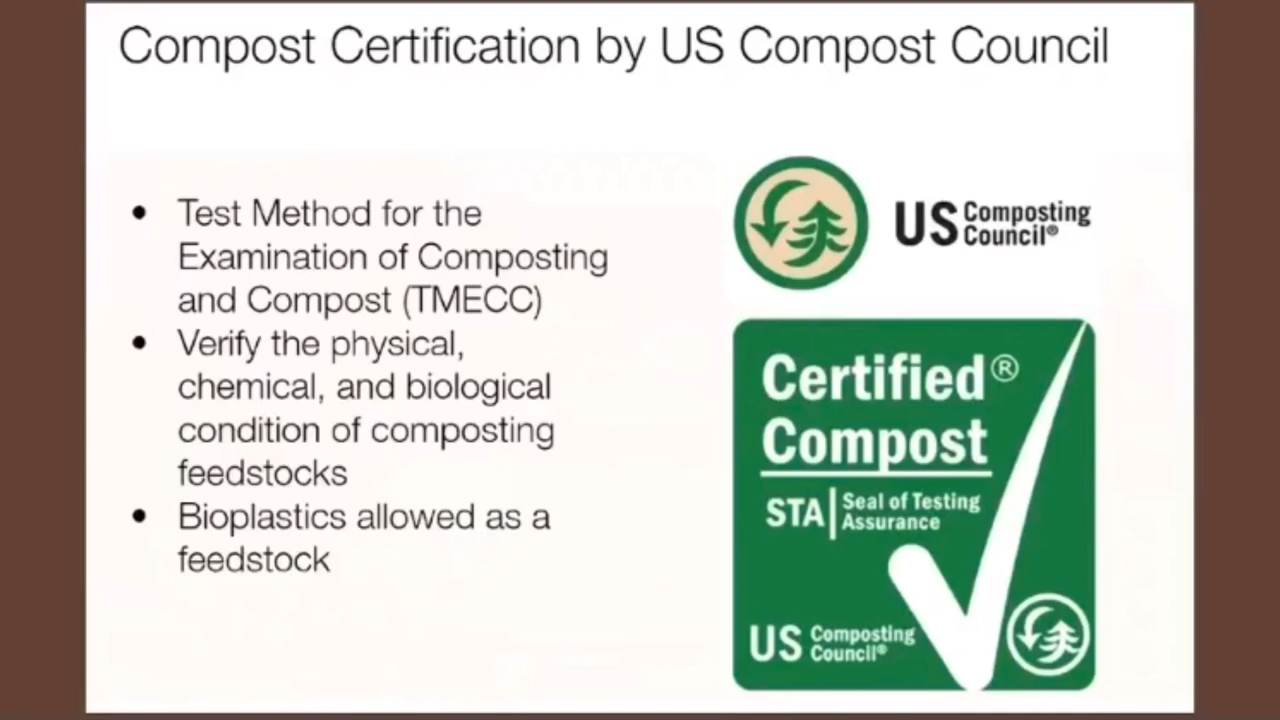 Compost Certification by US Compost Council
• Test Method for the
Examination of Composting
and Compost (TMECC)
• Verify the physical,
chemical, and biological
condition of composting
feedstocks
• Bioplastics allowed as a
feedstock
US Composting
Council®
Certified®
Compost
STA | Seal of Testing
Assurance
US Composting
Council®